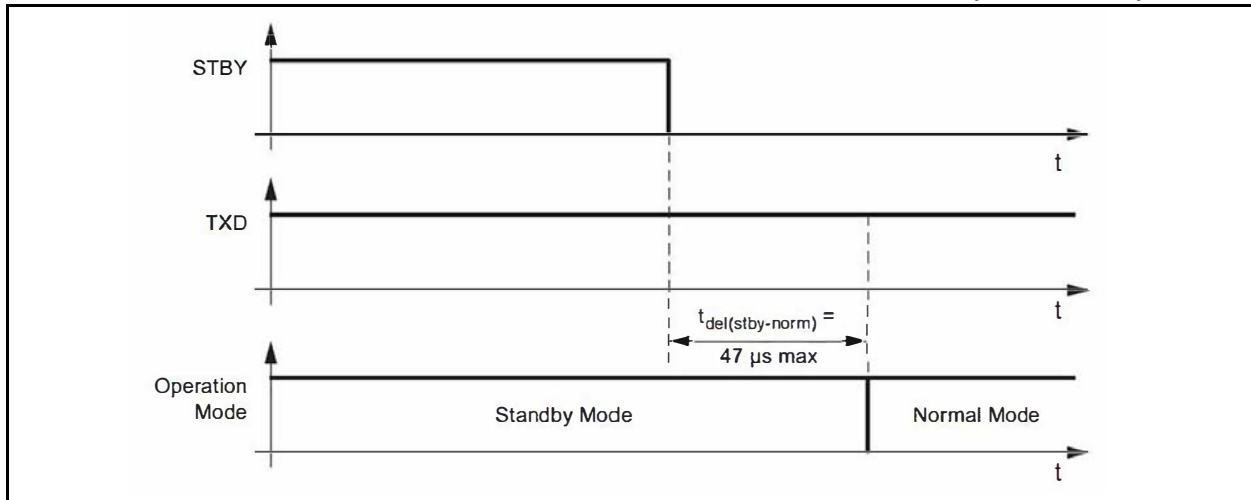 STBY
t
TXD
t
t_del(stby-norm) =
47 µs max
Operation
Mode
Standby Mode
Normal Mode
t